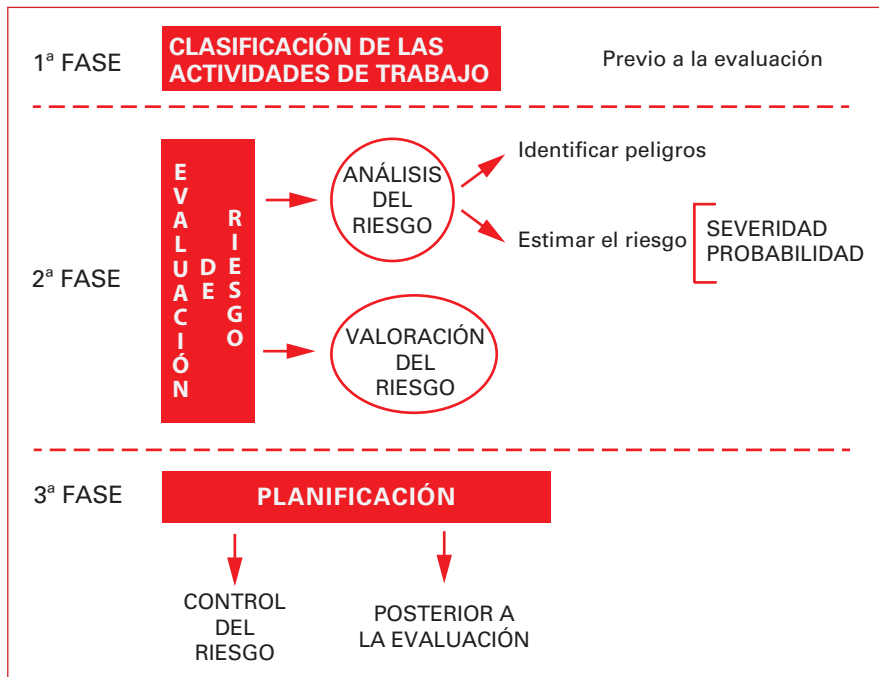 1ª FASE
CLASIFICACIÓN DE LAS
ACTIVIDADES DE TRABAJO
Previo a la evaluación
2ª FASE
EVALUACIÓN
DE
RIESGO
ANÁLISIS
DEL
RIESGO
Identificar peligros
Estimar el riesgo
SEVERIDAD
PROBABILIDAD
VALORACIÓN
DEL
RIESGO
3ª FASE
PLANIFICACIÓN
CONTROL
DEL
RIESGO
POSTERIOR A
LA EVALUACIÓN